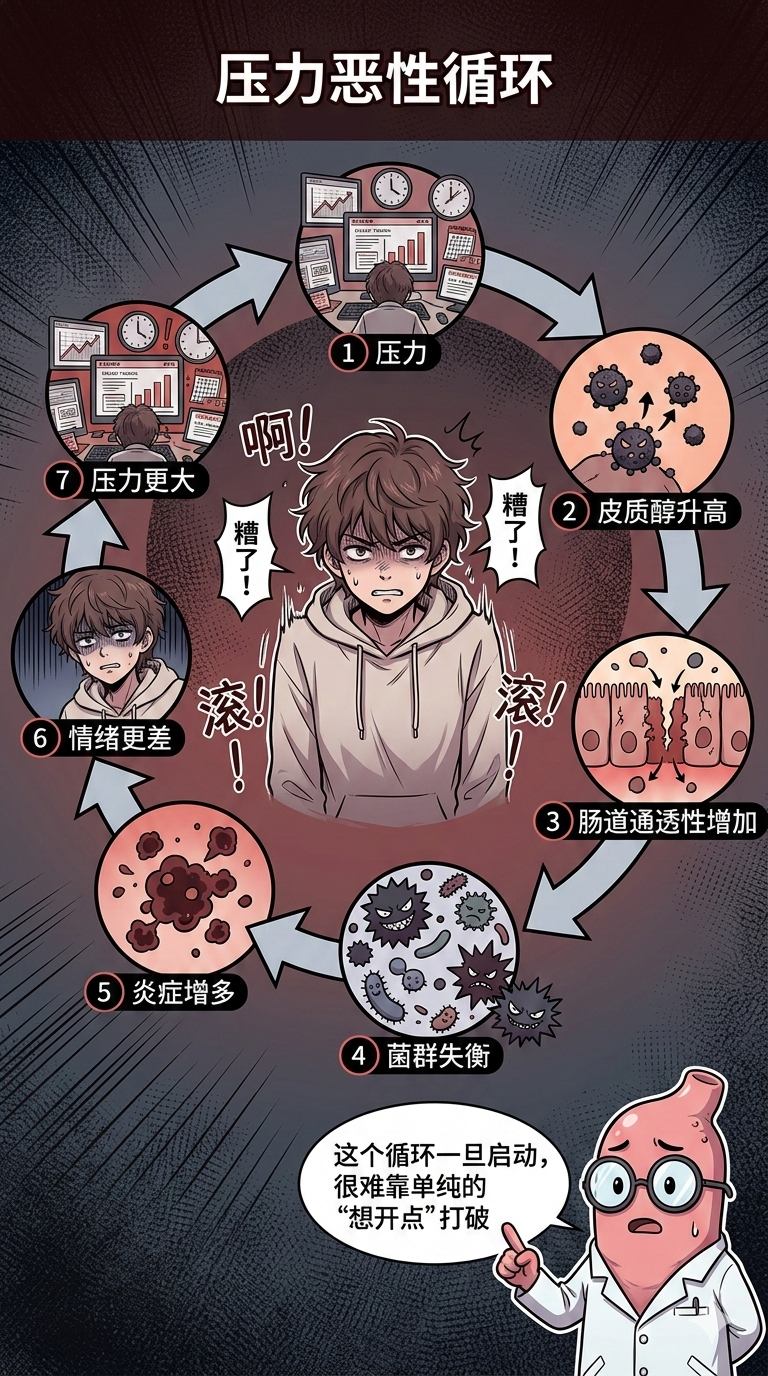 压力恶性循环
1 压力
2 皮质醇升高
3 肠道通透性增加
4 菌群失衡
5 炎症增多
6 情绪更差
7 压力更大
啊！
糟了！
糟了！
滚！
！
滚！
！
这个循环一旦启动，
很难靠单纯的
“想开点”打破